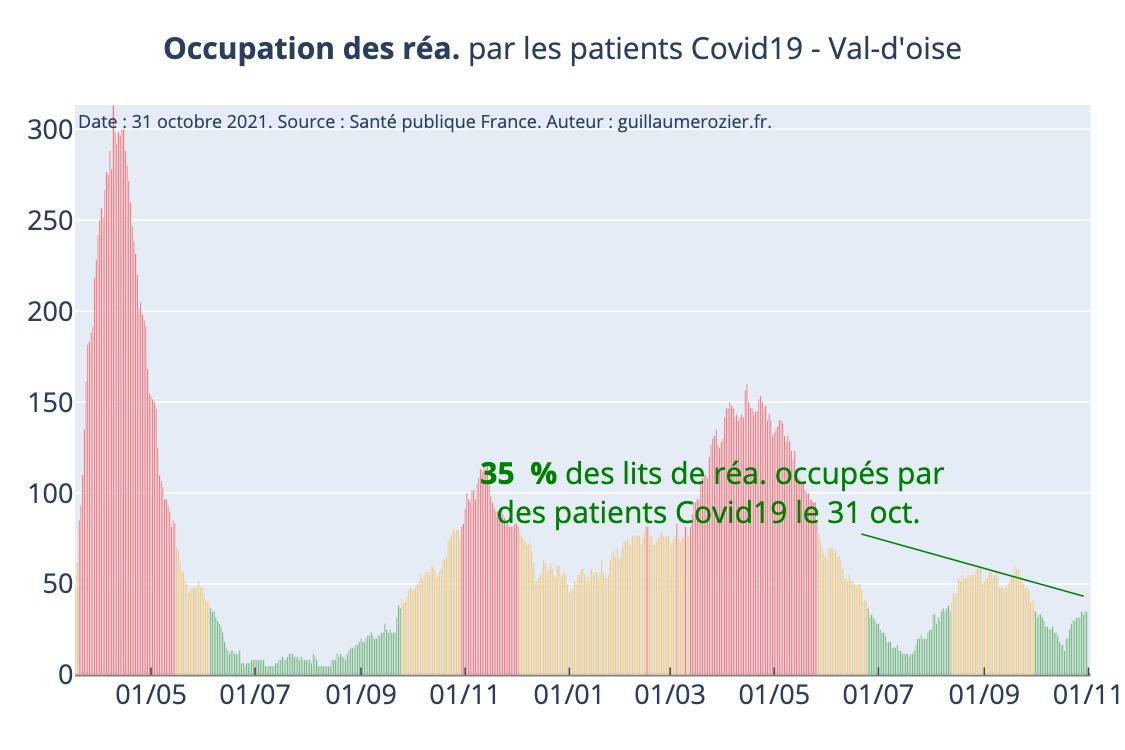 Occupation des réa. par les patients Covid19 - Val-d'oise
Date : 31 octobre 2021. Source : Santé publique France. Auteur : guillaumerozier.fr.
300
250
200
150
100
50
0
35 % des lits de réa. occupés par
des patients Covid19 le 31 oct.
01/05 01/07 01/09 01/11 01/01 01/03 01/05 01/07 01/09 01/11